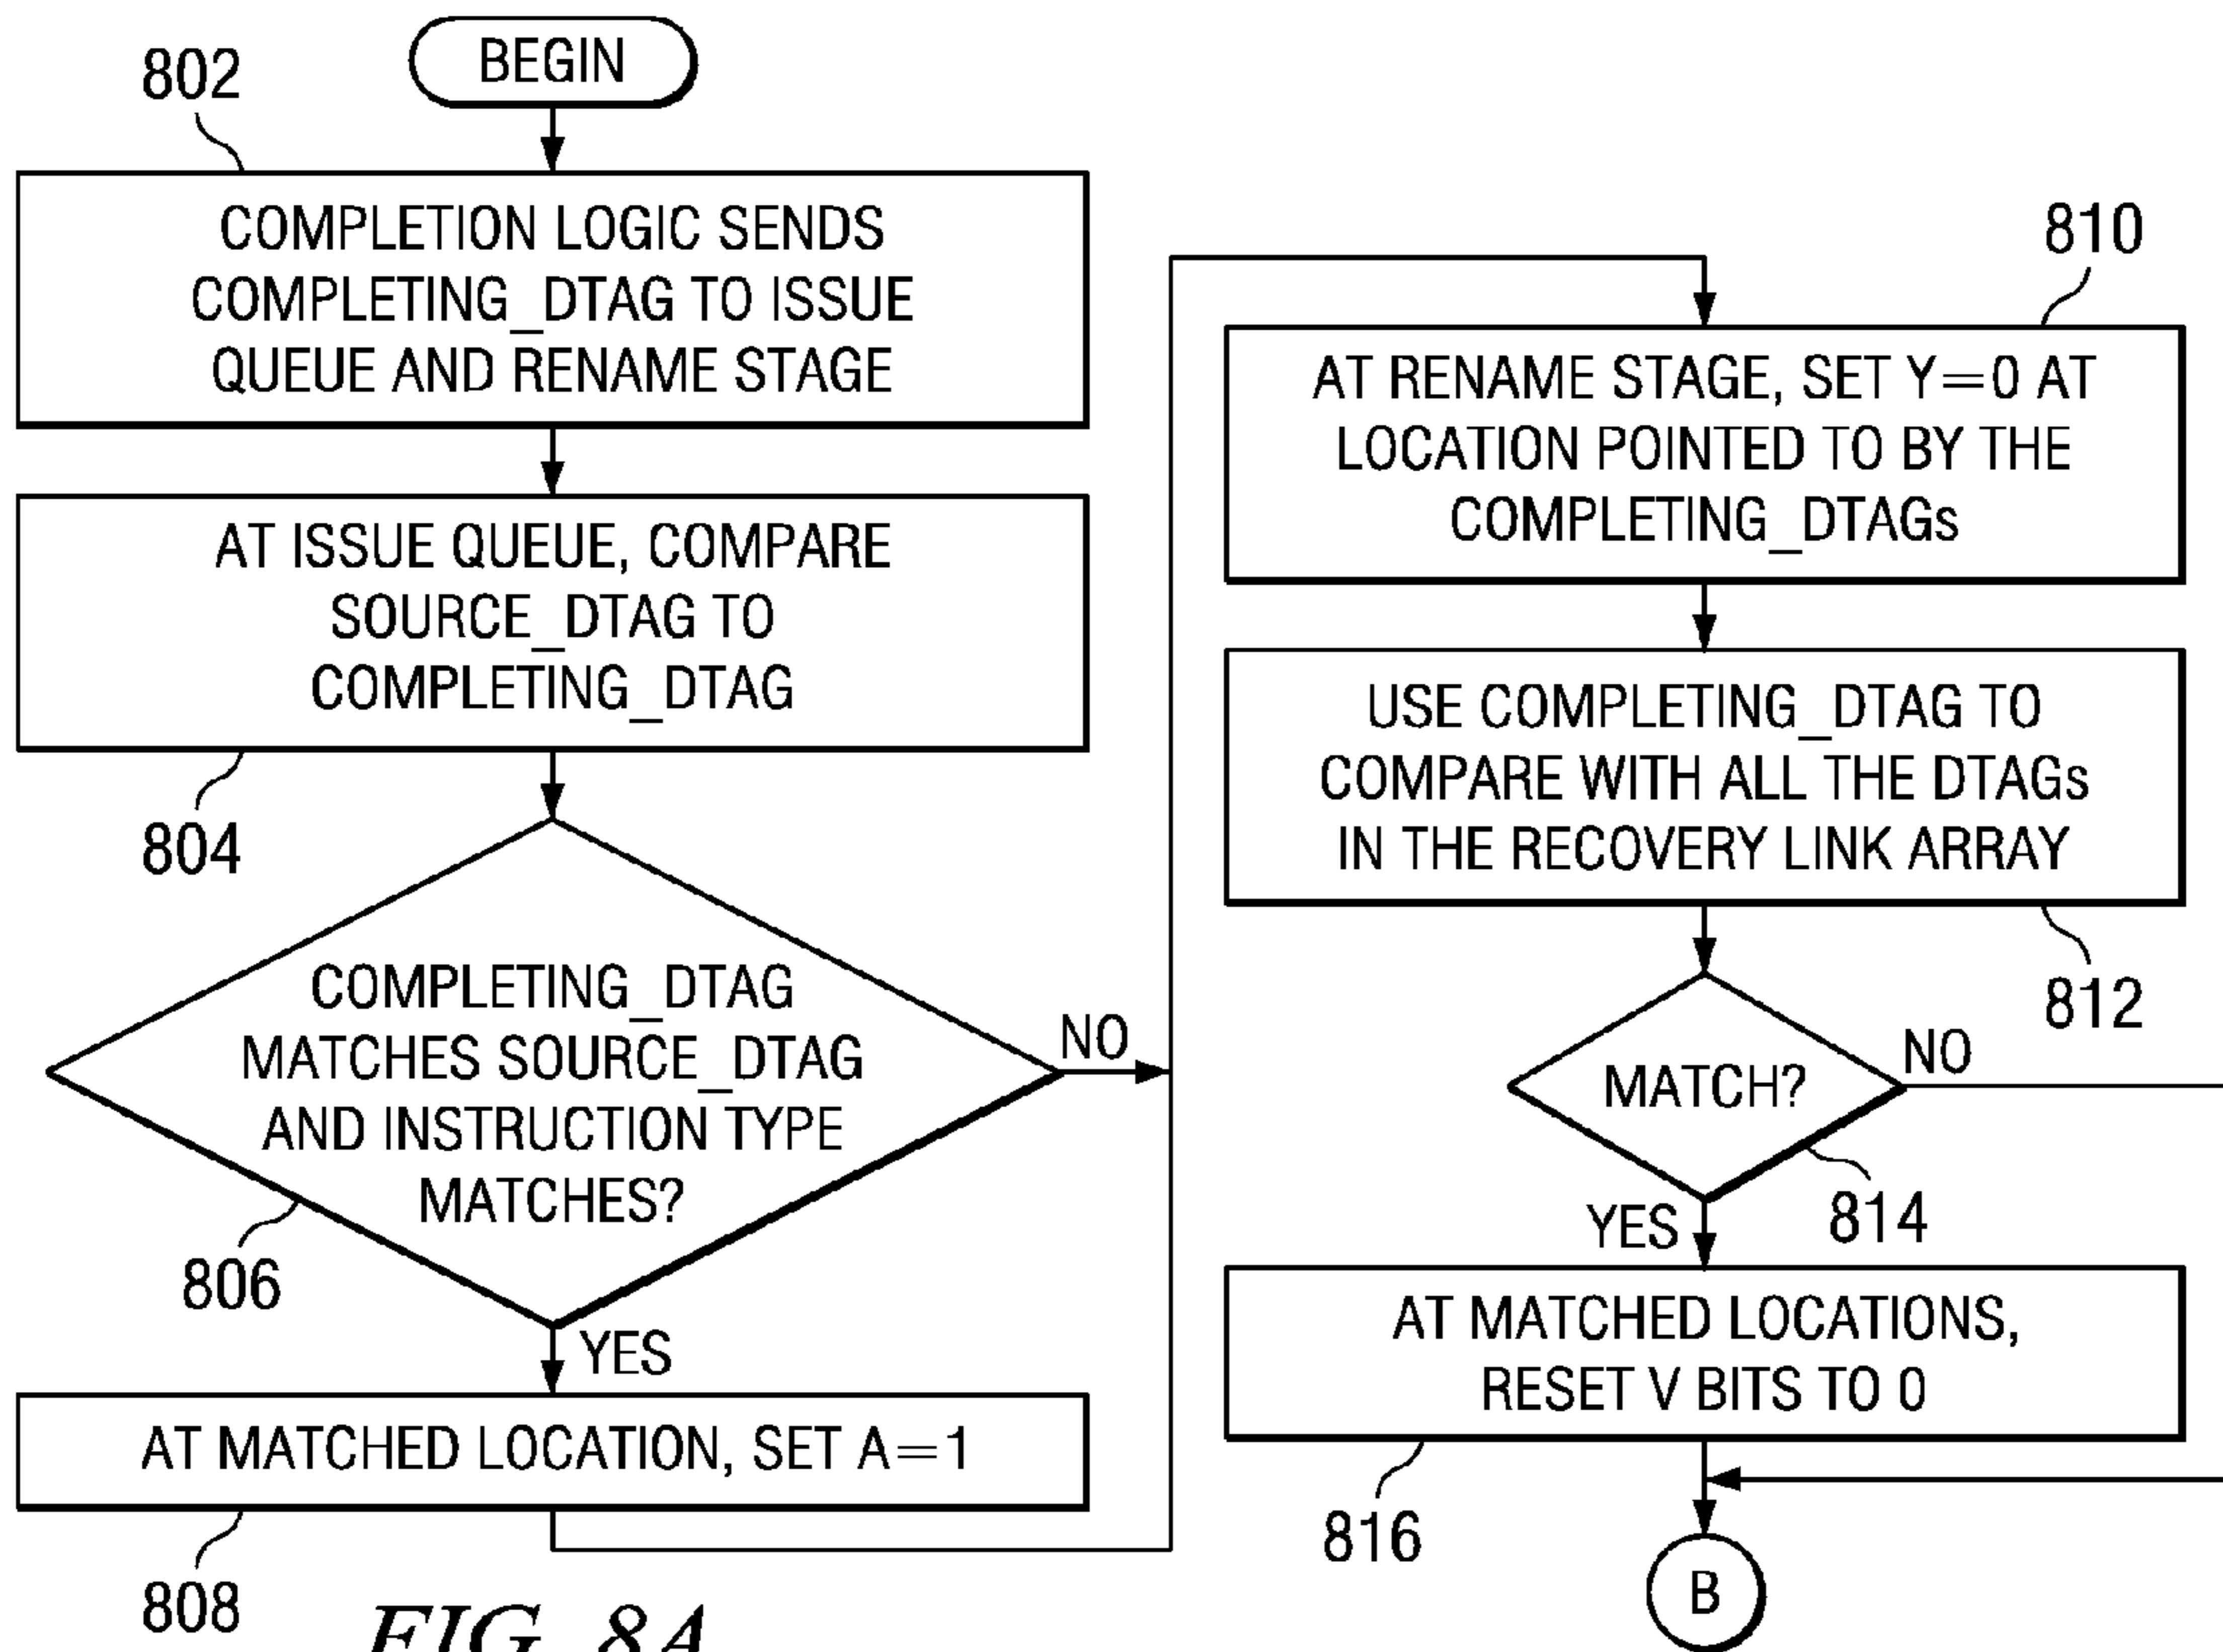 BEGIN
802
COMPLETION LOGIC SENDS
COMPLETING_DTAG TO ISSUE
QUEUE AND RENAME STAGE
AT ISSUE QUEUE, COMPARE
SOURCE_DTAG TO
COMPLETING_DTAG
804
COMPLETING_DTAG
MATCHES SOURCE_DTAG
AND INSTRUCTION TYPE
MATCHES?
NO
806
YES
AT MATCHED LOCATION, SET A=1
808
810
AT RENAME STAGE, SET Y=0 AT
LOCATION POINTED TO BY THE
COMPLETING_DTAGs
USE COMPLETING_DTAG TO
COMPARE WITH ALL THE DTAGs
IN THE RECOVERY LINK ARRAY
812
MATCH?
NO
814
YES
AT MATCHED LOCATIONS,
RESET V BITS TO 0
816
B
FIG. 8A